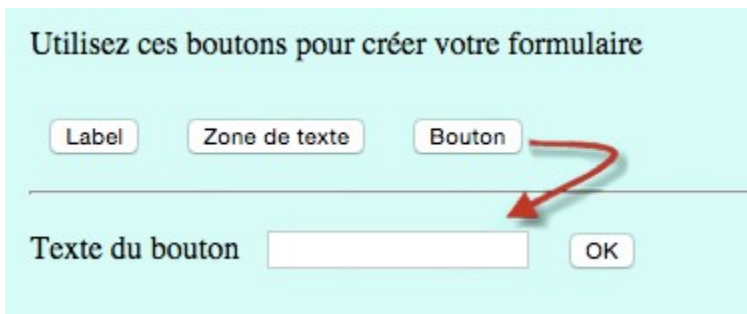 Utilisez ces boutons pour créer votre formulaire
Label Zone de texte Bouton
Texte du bouton OK